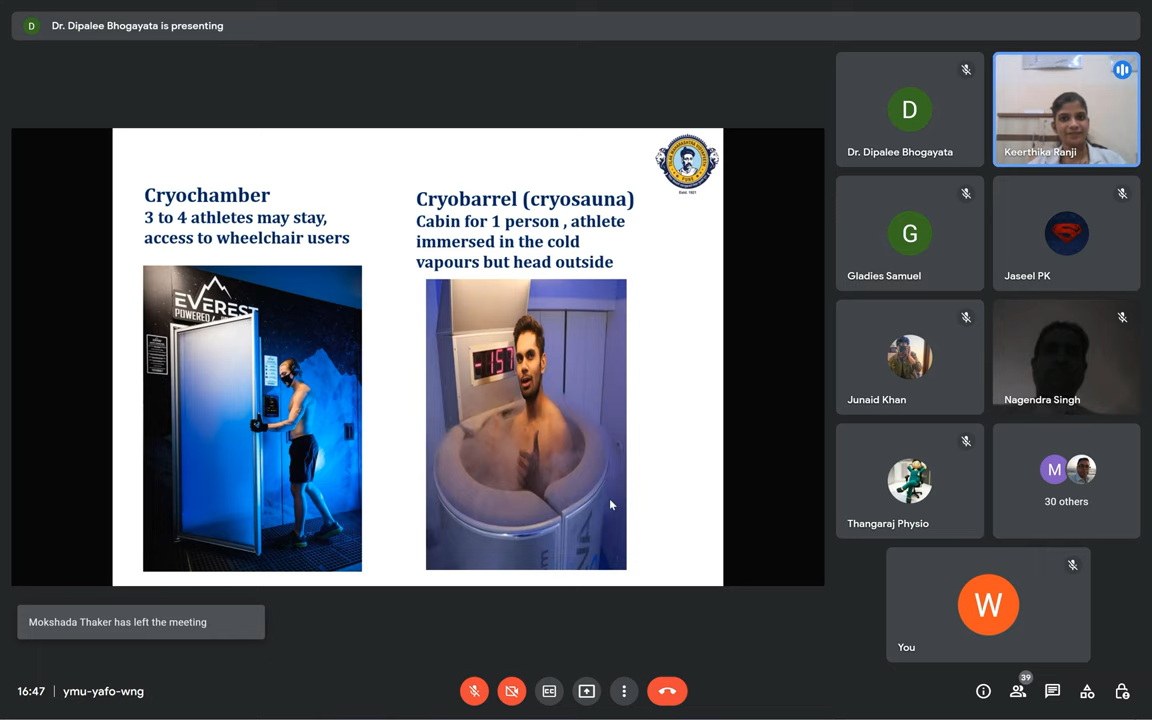 D
Dr. Dipalee Bhogayata is presenting
Cryochamber
3 to 4 athletes may stay,
access to wheelchair users
Cryobarrel (cryosauna)
Cabin for 1 person , athlete
immersed in the cold
vapours but head outside
EVEREST
POWERED
-157
D
Dr. Dipalee Bhogayata
Keerthika Ranji
G
Gladies Samuel
Jaseel PK
Junaid Khan
Nagendra Singh
Thangaraj Physio
M
30 others
W
You
Mokshada Thaker has left the meeting
16:47 | ymu-yafo-wng
CC
39